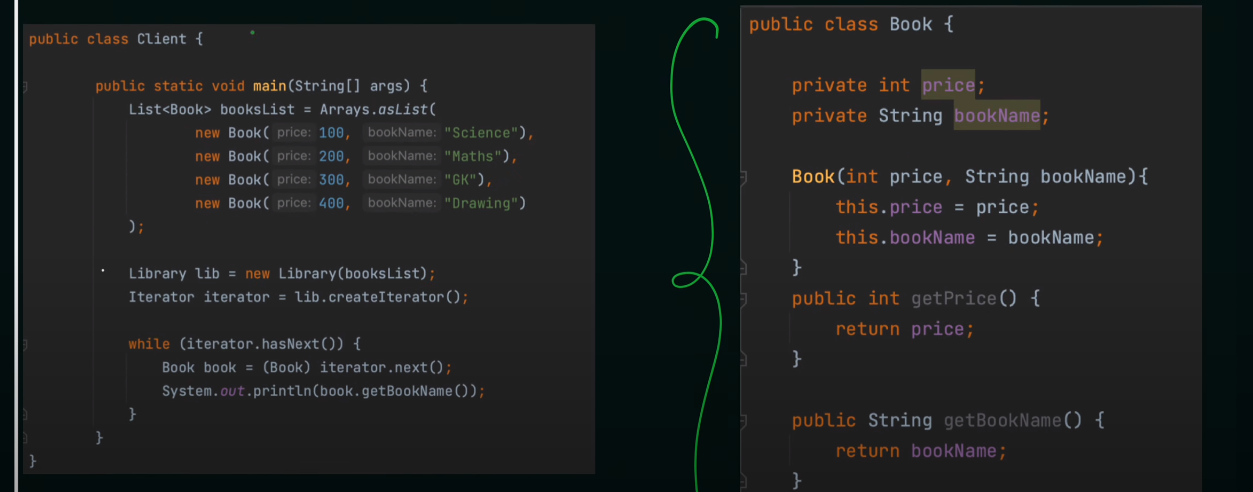 public class Client {
public static void main(String[] args) {
List<Book> booksList = Arrays.asList(
new Book( price: 100, bookName: "Science"),
new Book( price: 200, bookName: "Maths"),
new Book( price: 300, bookName: "GK"),
new Book( price: 400, bookName: "Drawing")
);
Library lib = new Library(booksList);
Iterator iterator = lib.createIterator();
while (iterator.hasNext()) {
Book book = (Book) iterator.next();
System.out.println(book.getBookName());
}
}
}
public class Book {
private int price;
private String bookName;
Book(int price, String bookName){
this.price = price;
this.bookName = bookName;
}
public int getPrice() {
return price;
}
public String getBookName() {
return bookName;
}